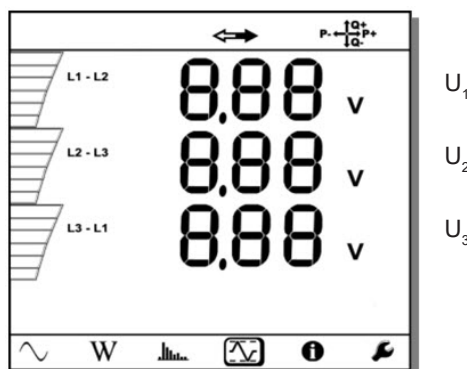 P- Q+ P+
Q-
L1 - L2 8.88 V U1
L2 - L3 8.88 V U2
L3 - L1 8.88 V U3
W